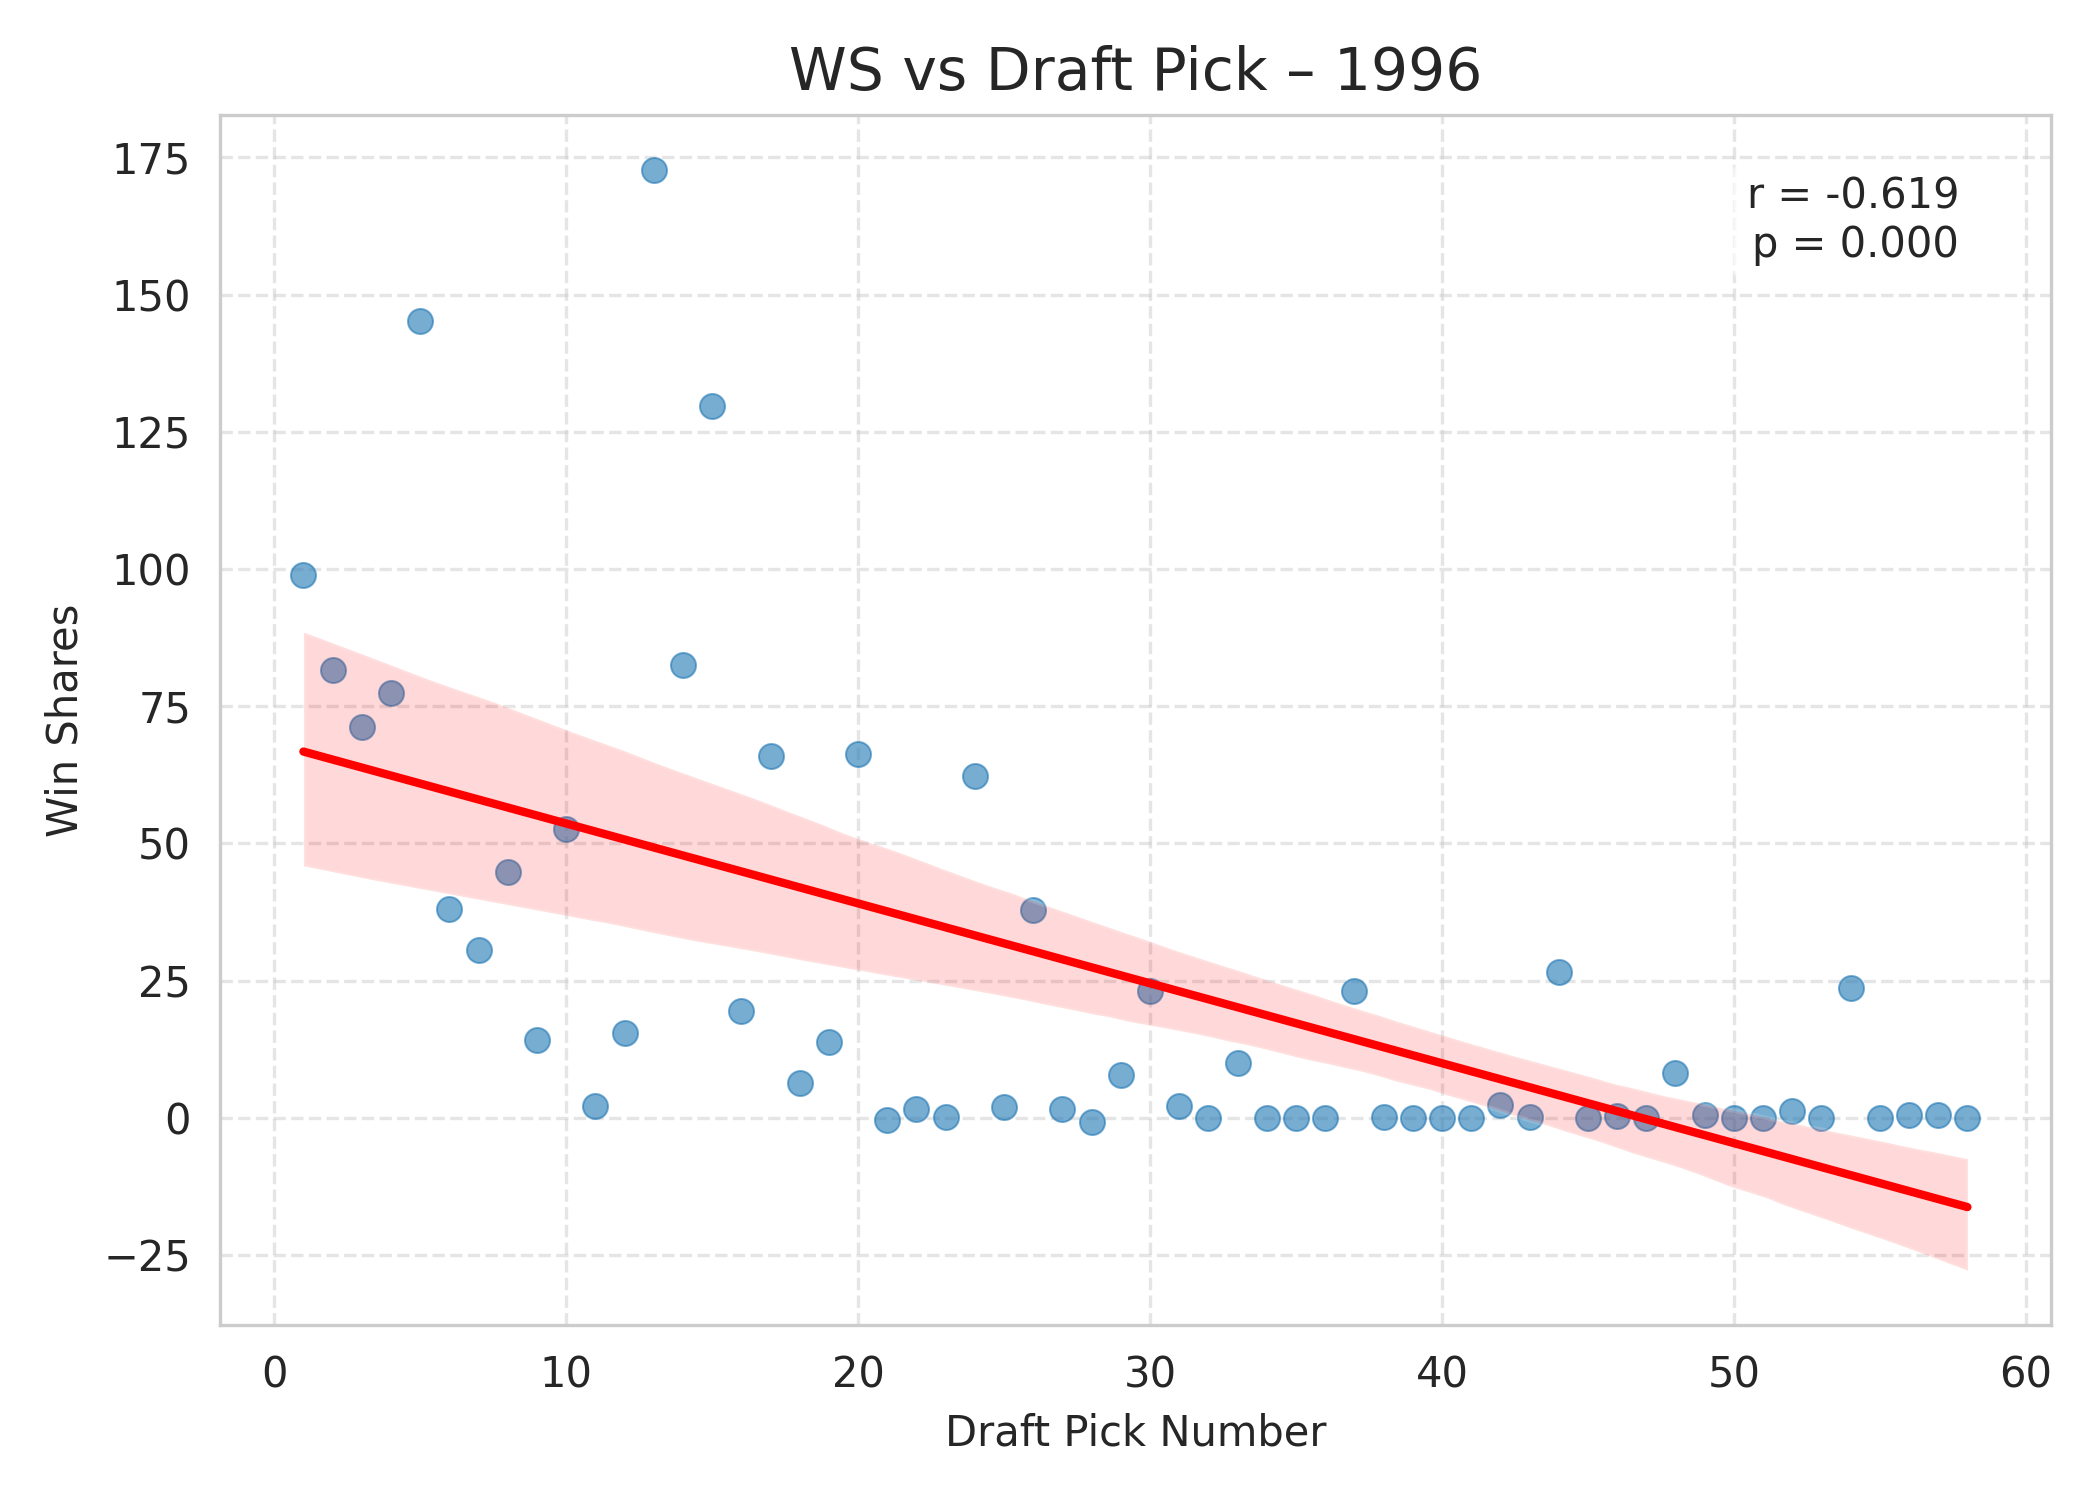 WS vs Draft Pick – 1996
r = -0.619
p = 0.000
Win Shares
175
150
125
100
75
50
25
0
−25
0 10 20 30 40 50 60
Draft Pick Number